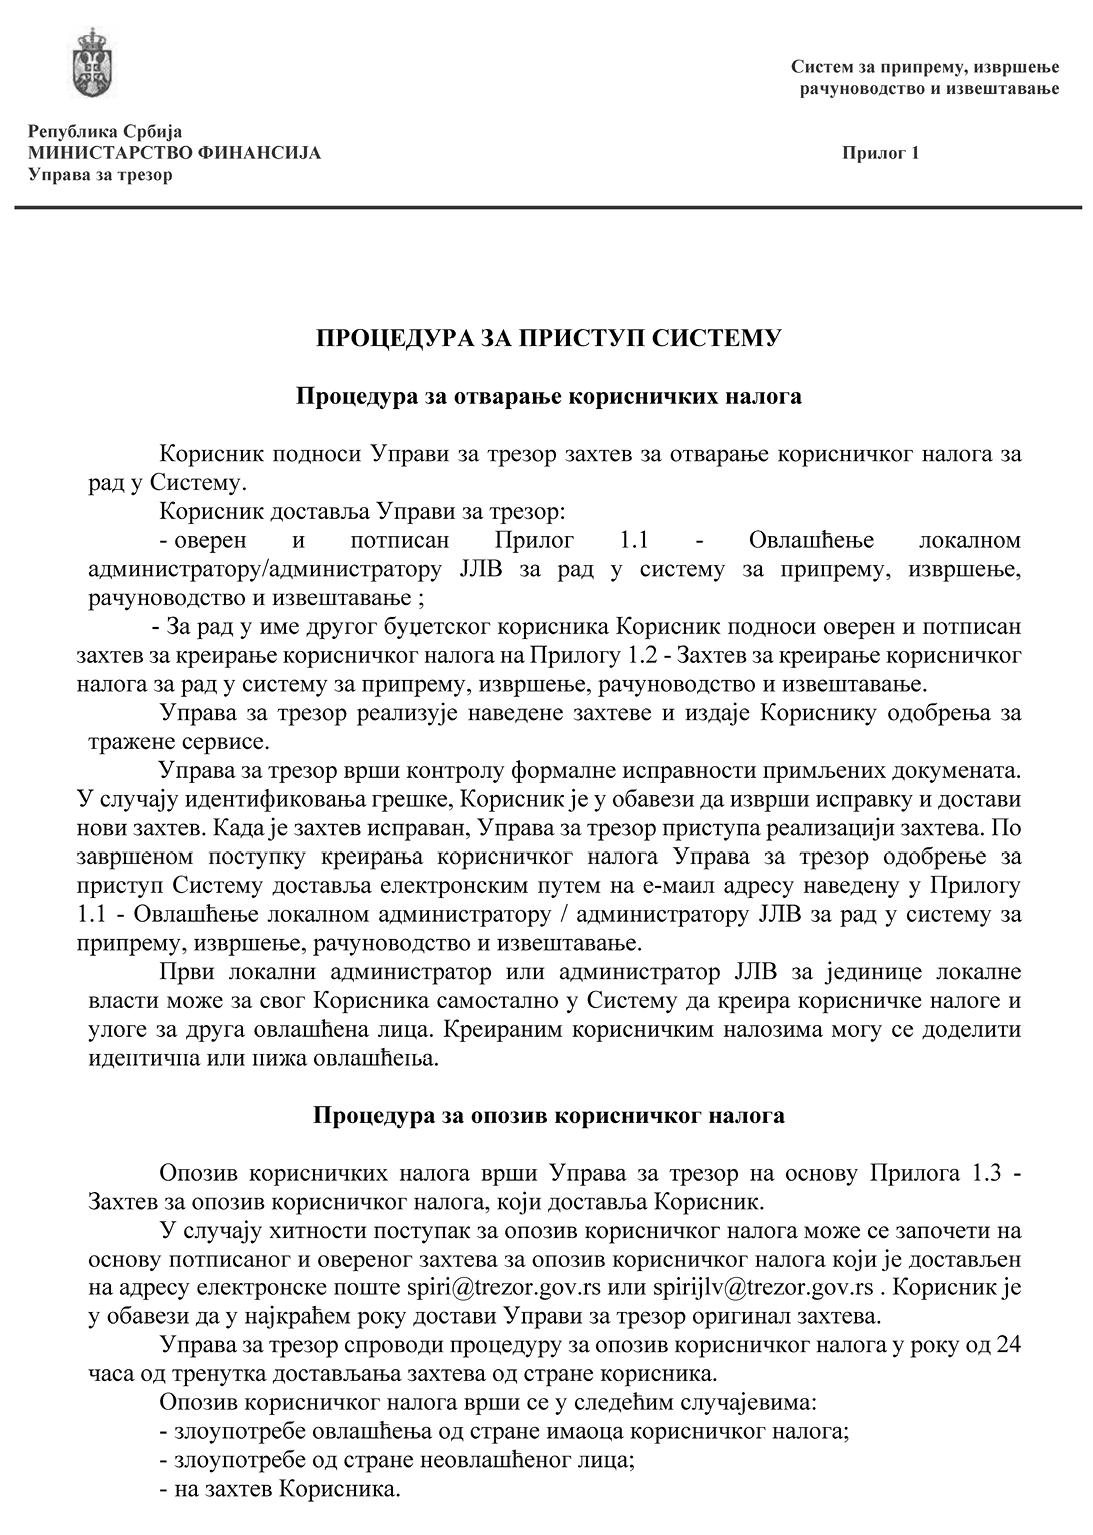 Систем за припрему, извршење
рачуноводство и извештавање
Република Србија
МИНИСТАРСТВО ФИНАНСИЈА
Управа за трезор
Прилог 1
ПРОЦЕДУРА ЗА ПРИСТУП СИСТЕМУ
Процедура за отварање корисничких налога
Корисник подноси Управи за трезор захтев за отварање корисничког налога за
рад у Систему.
Корисник доставља Управи за трезор:
- оверен и потписан Прилог 1.1 - Овлашћење локалном
администратору/администратору ЈЛВ за рад у систему за припрему, извршење,
рачуноводство и извештавање ;
- За рад у име другог буџетског корисника Корисник подноси оверен и потписан
захтев за креирање корисничког налога на Прилогу 1.2 - Захтев за креирање корисничког
налога за рад у систему за припрему, извршење, рачуноводство и извештавање.
Управа за трезор реализује наведене захтеве и издаје Кориснику одобрења за
тражене сервисе.
Управа за трезор врши контролу формалне исправности примљених докумената.
У случају идентификовања грешке, Корисник је у обавези да изврши исправку и достави
нови захтев. Када је захтев исправан, Управа за трезор приступа реализацији захтева. По
завршеном поступку креирања корисничког налога Управа за трезор одобрење за
приступ Систему доставља електронским путем на е-маил адресу наведену у Прилогу
1.1 - Овлашћење локалном администратору / администратору ЈЛВ за рад у систему за
припрему, извршење, рачуноводство и извештавање.
Први локални администратор или администратор ЈЛВ за јединице локалне
власти може за свог Корисника самостално у Систему да креира корисничке налоге и
улоге за друга овлашћена лица. Креираним корисничким налозима могу се доделити
идентична или нижа овлашћења.
Процедура за опозив корисничког налога
Опозив корисничких налога врши Управа за трезор на основу Прилога 1.3 -
Захтев за опозив корисничког налога, који доставља Корисник.
У случају хитности поступак за опозив корисничког налога може се започети на
основу потписаног и овереног захтева за опозив корисничког налога који је достављен
на адресу електронске поште spiri@trezor.gov.rs или spirijlv@trezor.gov.rs . Корисник је
у обавези да у најкраћем року достави Управи за трезор оригинал захтева.
Управа за трезор спроводи процедуру за опозив корисничког налога у року од 24
часа од тренутка достављања захтева од стране корисника.
Опозив корисничког налога врши се у следећим случајевима:
- злоупотребе овлашћења од стране имаоца корисничког налога;
- злоупотребе од стране неовлашћеног лица;
- на захтев Корисника.